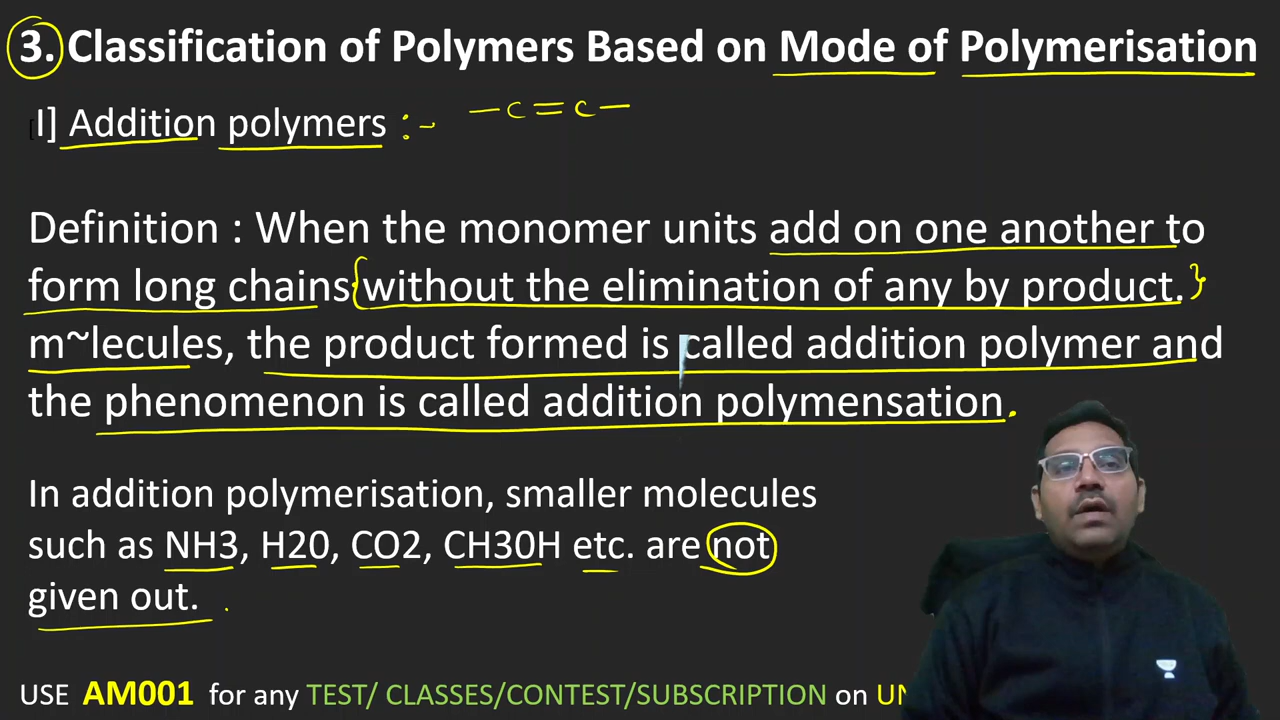 3. Classification of Polymers Based on Mode of Polymerisation
I] Addition polymers :- -c=c-
Definition : When the monomer units add on one another to
form long chains {without the elimination of any by product.}
m~lecules, the product formed is called addition polymer and
the phenomenon is called addition polymensation.
In addition polymerisation, smaller molecules
such as NH3, H20, CO2, CH30H etc. are not
given out.
USE AM001 for any TEST/ CLASSES/CONTEST/SUBSCRIPTION on